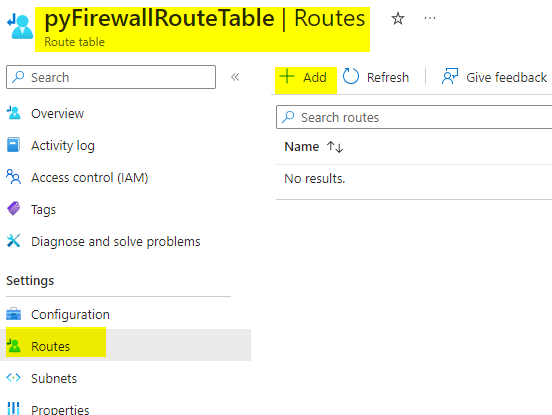 pyFirewallRouteTable | Routes
Route table
Search
Overview
Activity log
Access control (IAM)
Tags
Diagnose and solve problems
Settings
Configuration
Routes
Subnets
Properties
Add
Refresh
Give feedback
Search routes
Name
No results.